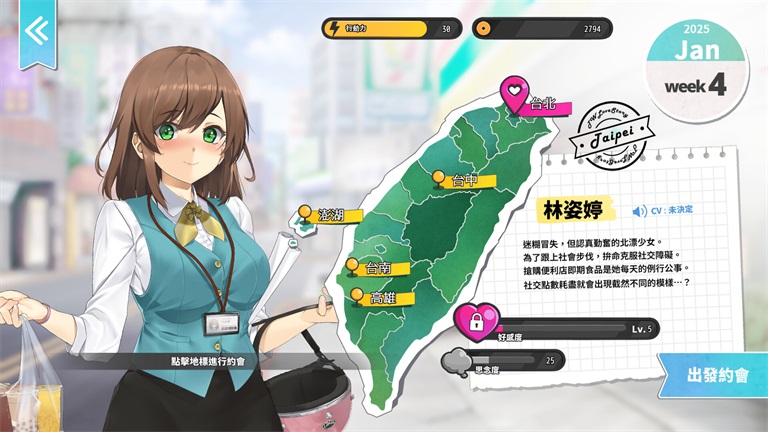 行動力
30
2794
2025
Jan
week 4
台北
Taipei
台中
澎湖
台南
高雄
林姿婷
CV : 未決定
迷糊冒失，但認真勤奮的北漂少女。
為了跟上社會步伐，拚命克服社交障礙。
搶購便利店即期食品是她每天的例行公事。
社交點數耗盡就會出現截然不同的模樣…？
Lv. 5
好感度
25
思念度
點擊地標進行約會
出發約會